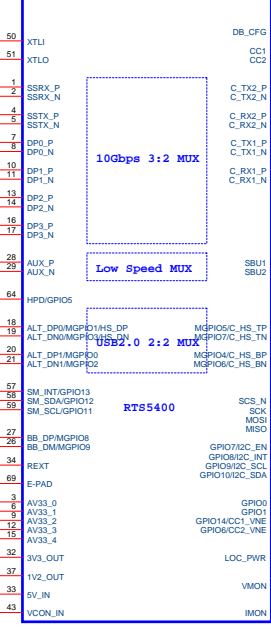 DB_CFG
50 XTLI
CC1
51 XTLO
CC2
1 SSRX_P C_TX2_P
2 SSRX_N C_TX2_N
4 SSTX_P C_RX2_P
5 SSTX_N C_RX2_N
7 DP0_P C_TX1_P
8 DP0_N C_TX1_N
10Gbps 3:2 MUX
10 DP1_P C_RX1_P
11 DP1_N C_RX1_N
13 DP2_P
14 DP2_N
16 DP3_P
17 DP3_N
28 AUX_P SBU1
29 AUX_N Low Speed MUX SBU2
64 HPD/GPIO5
18 ALT_DP0/MGPIO1/HS_DP MGPIO5/C_HS_TP
19 ALT_DN0/MGPIO3/HS_DN MGPIO7/C_HS_TN
USB2.0 2:2 MUX
20 ALT_DP1/MGPIO0 MGPIO4/C_HS_BP
21 ALT_DN1/MGPIO2 MGPIO6/C_HS_BN
57 SM_INT/GPIO13
58 SM_SDA/GPIO12 SCS_N
59 SM_SCL/GPIO11 RTS5400 SCK
MOSI
MISO
27 BB_DP/MGPIO8
26 BB_DM/MGPIO9 GPIO7/I2C_EN
GPIO8/I2C_INT
34 REXT GPIO9/I2C_SCL
GPIO10/I2C_SDA
69 E-PAD
3 AV33_0 GPIO0
6 AV33_1 GPIO1
9 AV33_2 GPIO14/CC1_VNE
12 AV33_3 GPIO6/CC2_VNE
15 AV33_4
32 3V3_OUT LOC_PWR
37 1V2_OUT
VMON
33 5V_IN
43 VCON_IN IMON